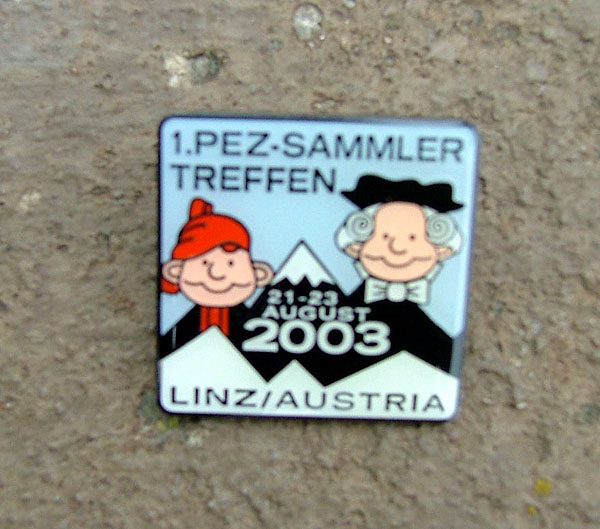 1.PEZ-SAMMLER
TREFFEN
21-23
AUGUST
2003
LINZ/AUSTRIA